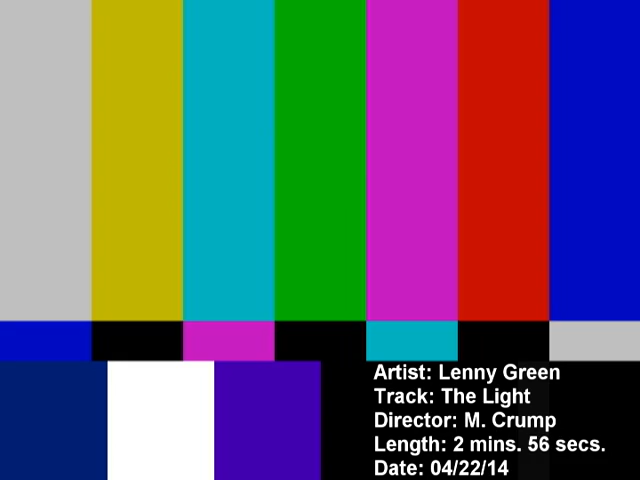 Artist: Lenny Green
Track: The Light
Director: M. Crump
Length: 2 mins. 56 secs.
Date: 04/22/14